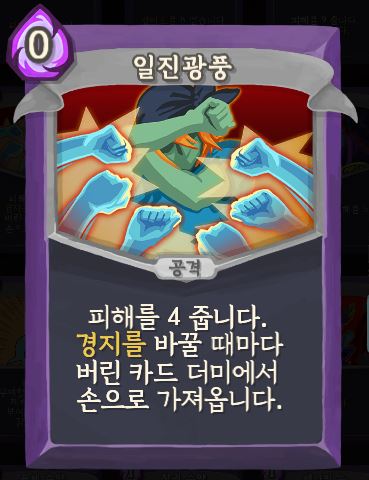 0
일진광풍
공격
피해를 4 줍니다.
경지를 바꿀 때마다
버린 카드 더미에서
손으로 가져옵니다.